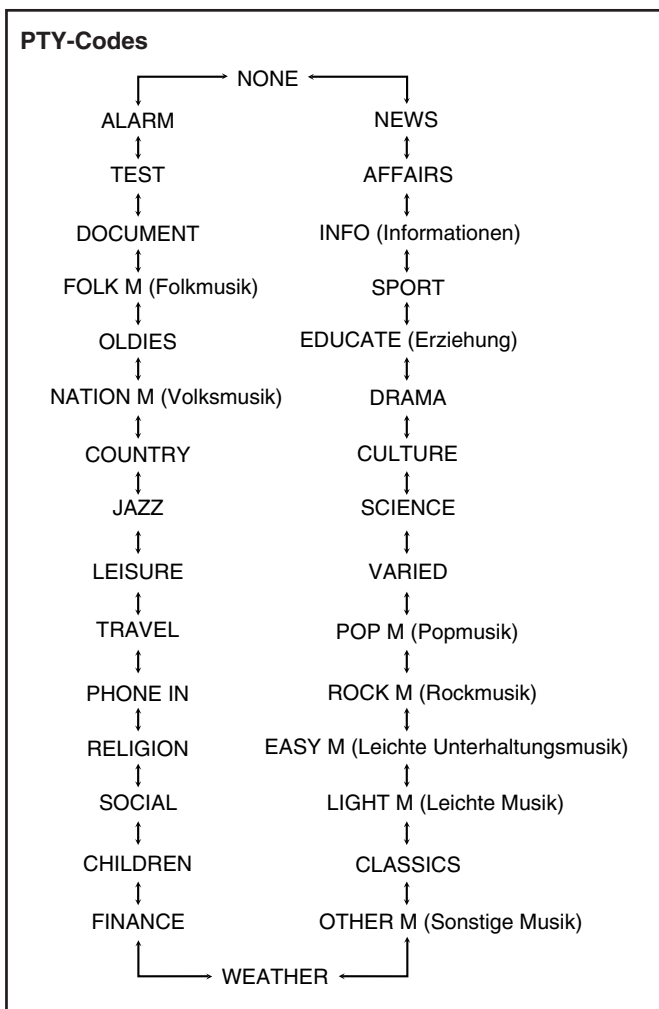 PTY-Codes
NONE
ALARM
NEWS
TEST
AFFAIRS
DOCUMENT
INFO (Informationen)
FOLK M (Folkmusik)
SPORT
OLDIES
EDUCATE (Erziehung)
NATION M (Volksmusik)
DRAMA
COUNTRY
CULTURE
JAZZ
SCIENCE
LEISURE
VARIED
TRAVEL
POP M (Popmusik)
PHONE IN
ROCK M (Rockmusik)
RELIGION
EASY M (Leichte Unterhaltungsmusik)
SOCIAL
LIGHT M (Leichte Musik)
CHILDREN
CLASSICS
FINANCE
OTHER M (Sonstige Musik)
WEATHER